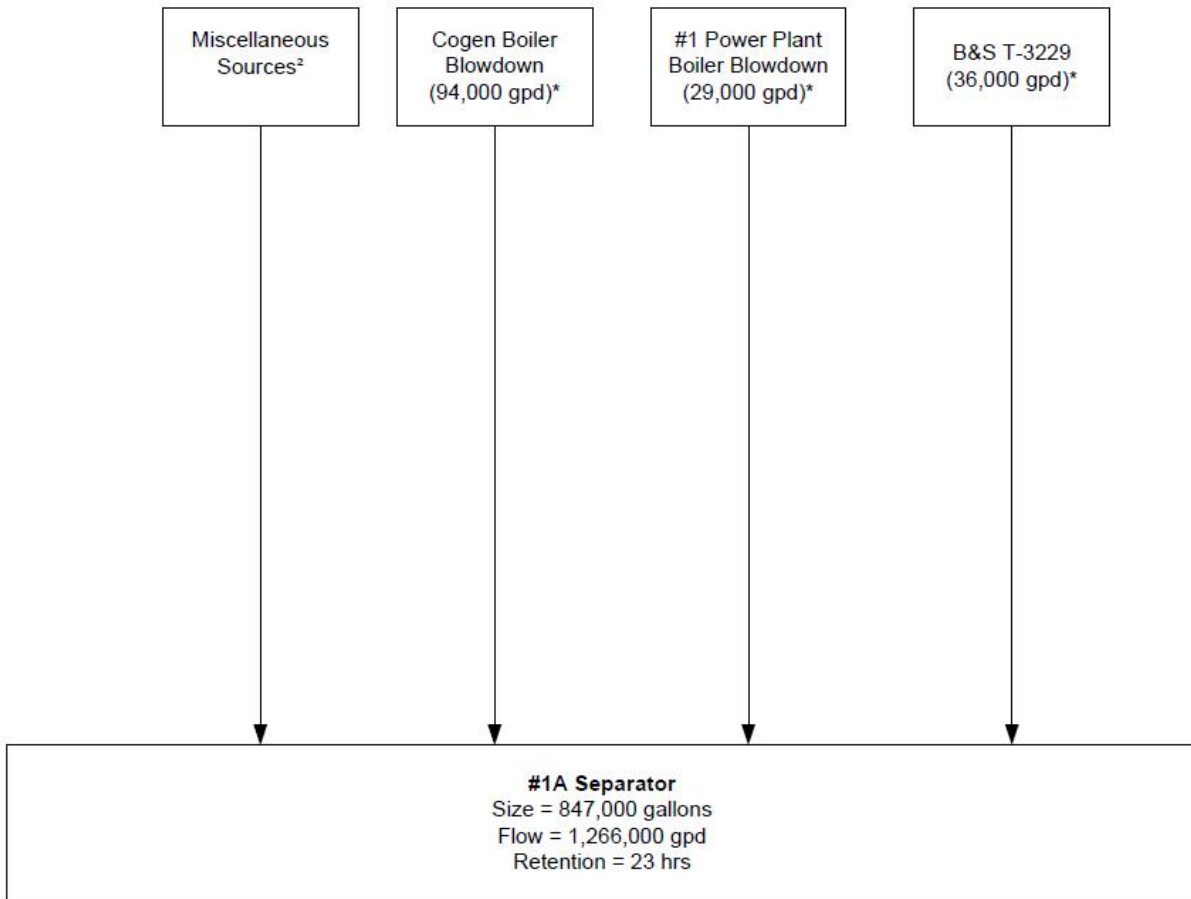 Miscellaneous
Sources²
Cogen Boiler
Blowdown
(94,000 gpd)*
#1 Power Plant
Boiler Blowdown
(29,000 gpd)*
B&S T-3229
(36,000 gpd)*
#1A Separator
Size = 847,000 gallons
Flow = 1,266,000 gpd
Retention = 23 hrs